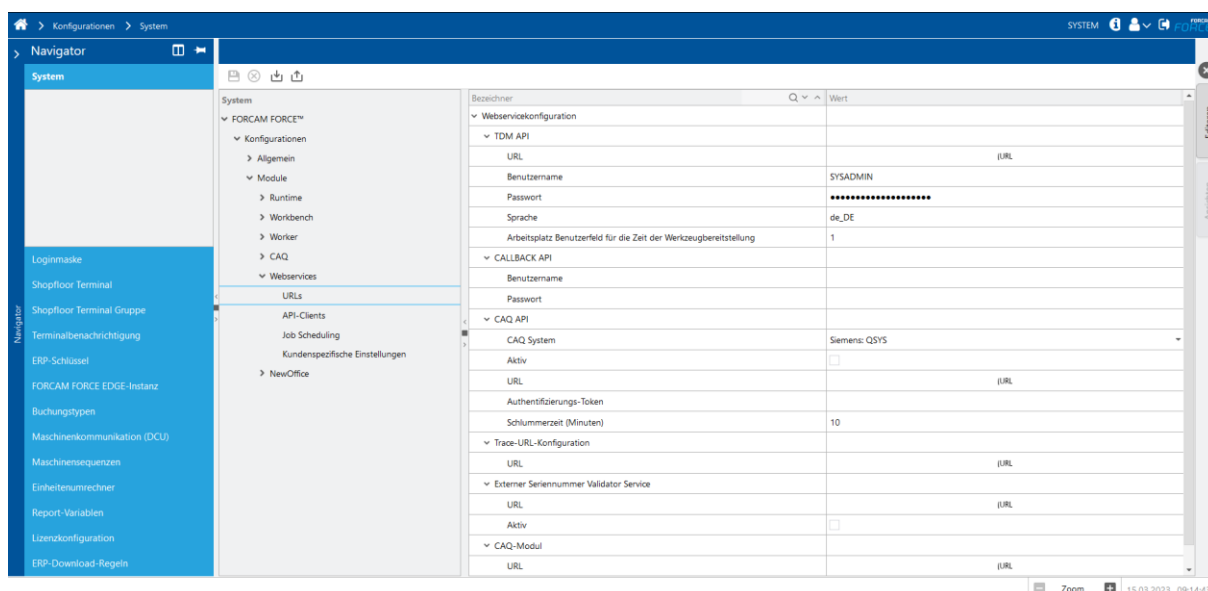 Konfigurationen System
SYSTEM
Navigator
System
Loginmaske
Shopfloor Terminal
Shopfloor Terminal Gruppe
Terminalbenachrichtigung
ERP-Schlüssel
FORCAM FORCE EDGE-Instanz
Buchungstypen
Maschinenkommunikation (DCU)
Maschinensequenzen
Einheitenumrechner
Report-Variablen
Lizenzkonfiguration
ERP-Download-Regeln
Navigator
System
FORCAM FORCE™
Konfigurationen
Allgemein
Module
Runtime
Workbench
Worker
CAQ
Webservices
URLs
API-Clients
Job Scheduling
Kundenspezifische Einstellungen
NewOffice
Bezeichner Wert
Webservicekonfiguration
TDM API
URL (URL
Benutzername SYSADMIN
Passwort ••••••••••••••••••••
Sprache de_DE
Arbeitsplatz Benutzerfeld für die Zeit der Werkzeugbereitstellung 1
CALLBACK API
Benutzername
Passwort
CAQ API
CAQ System Siemens: QSYS
Aktiv
URL (URL
Authentifizierungs-Token
Schlummerzeit (Minuten) 10
Trace-URL-Konfiguration
URL (URL
Externer Seriennummer Validator Service
URL (URL
Aktiv
CAQ-Modul
URL (URL
Zoom 15.03.2023